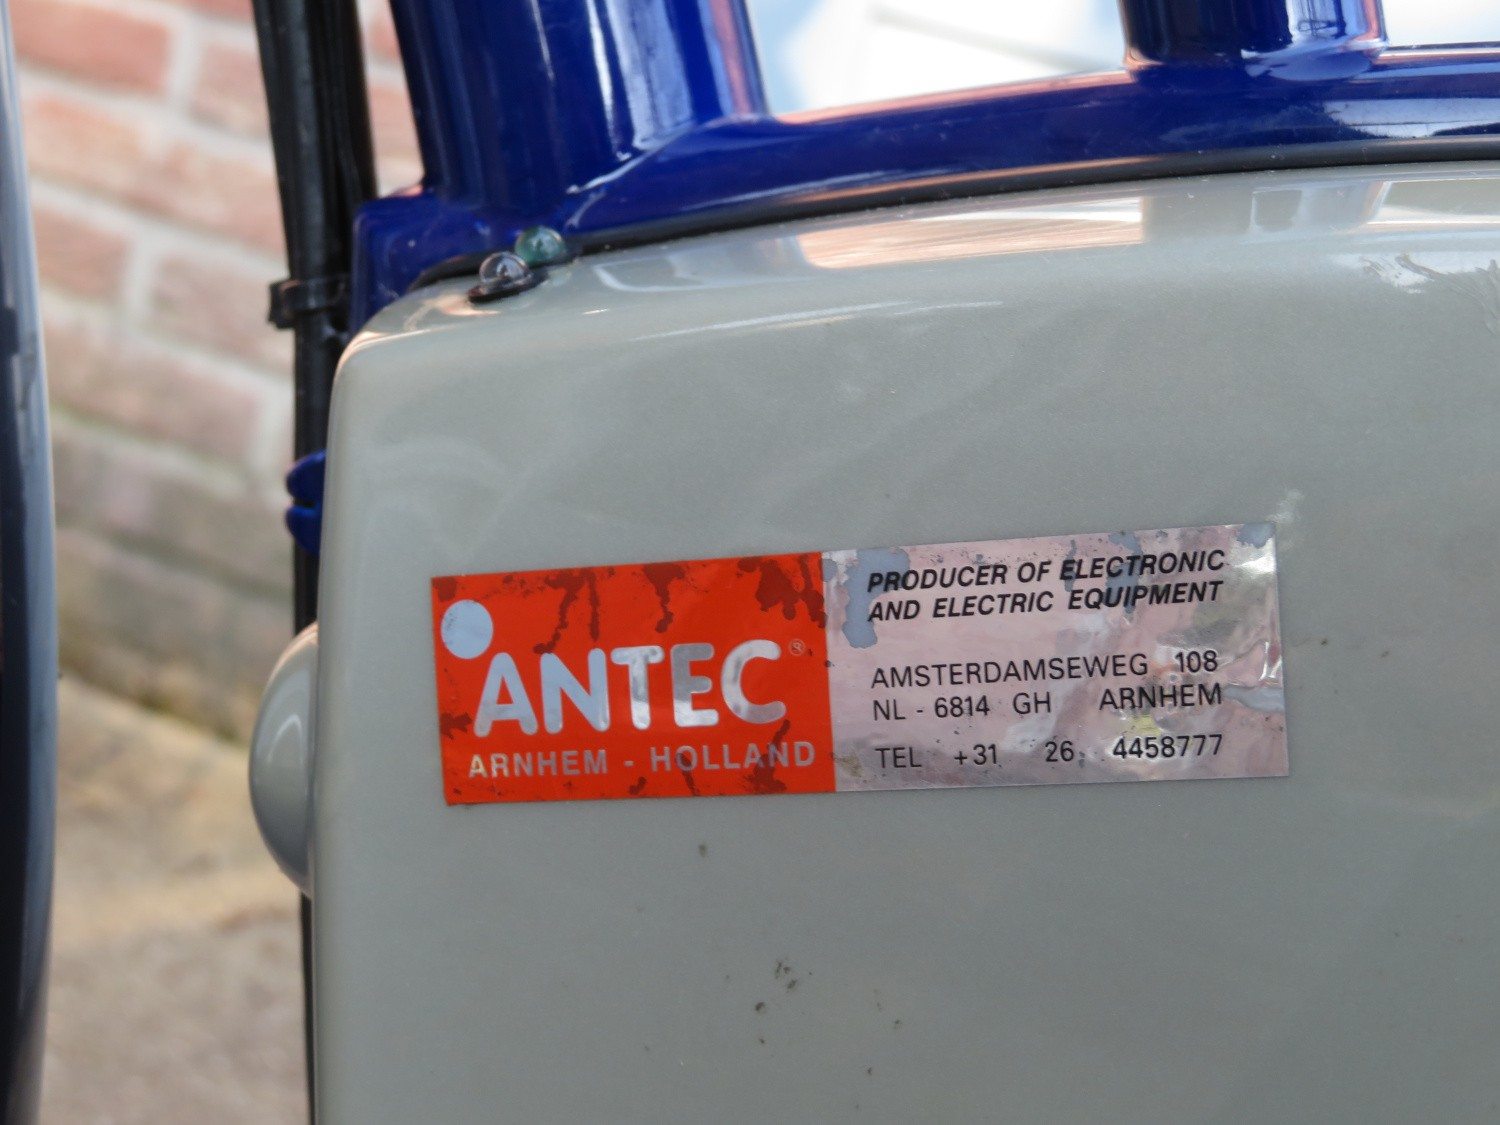 ANTEC®
ARNHEM - HOLLAND
PRODUCER OF ELECTRONIC
AND ELECTRIC EQUIPMENT
AMSTERDAMSEWEG 108
NL - 6814 GH ARNHEM
TEL +31 26 4458777